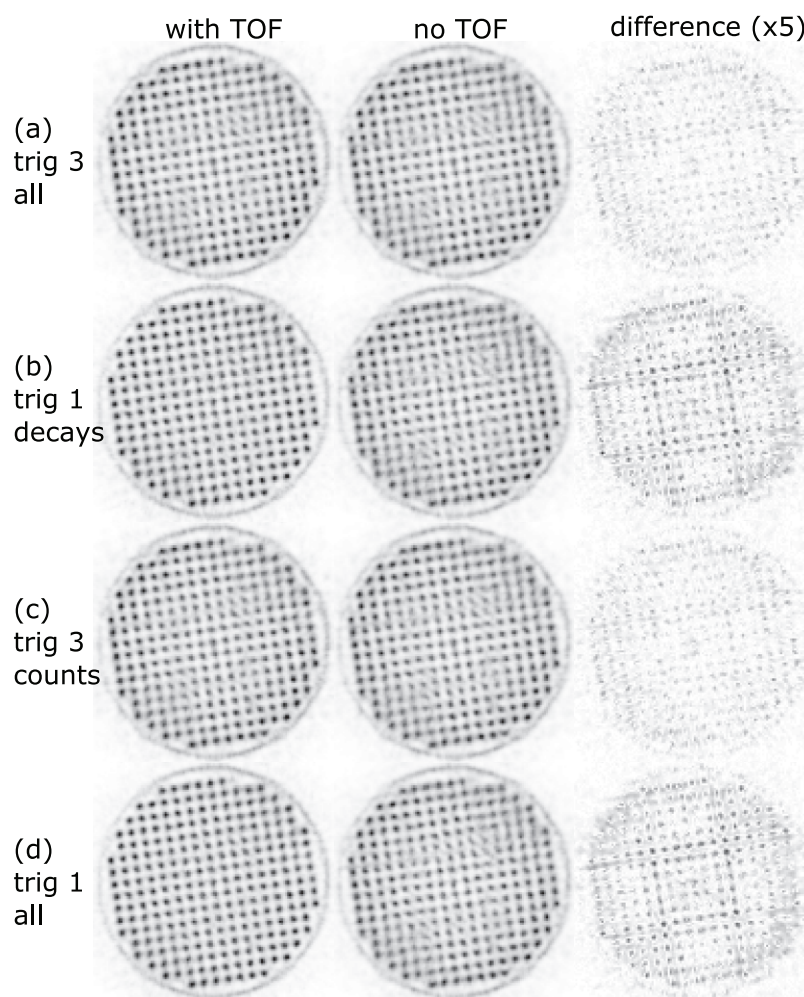 with TOF no TOF difference (x5)
(a)
trig 3
all
(b)
trig 1
decays
(c)
trig 3
counts
(d)
trig 1
all